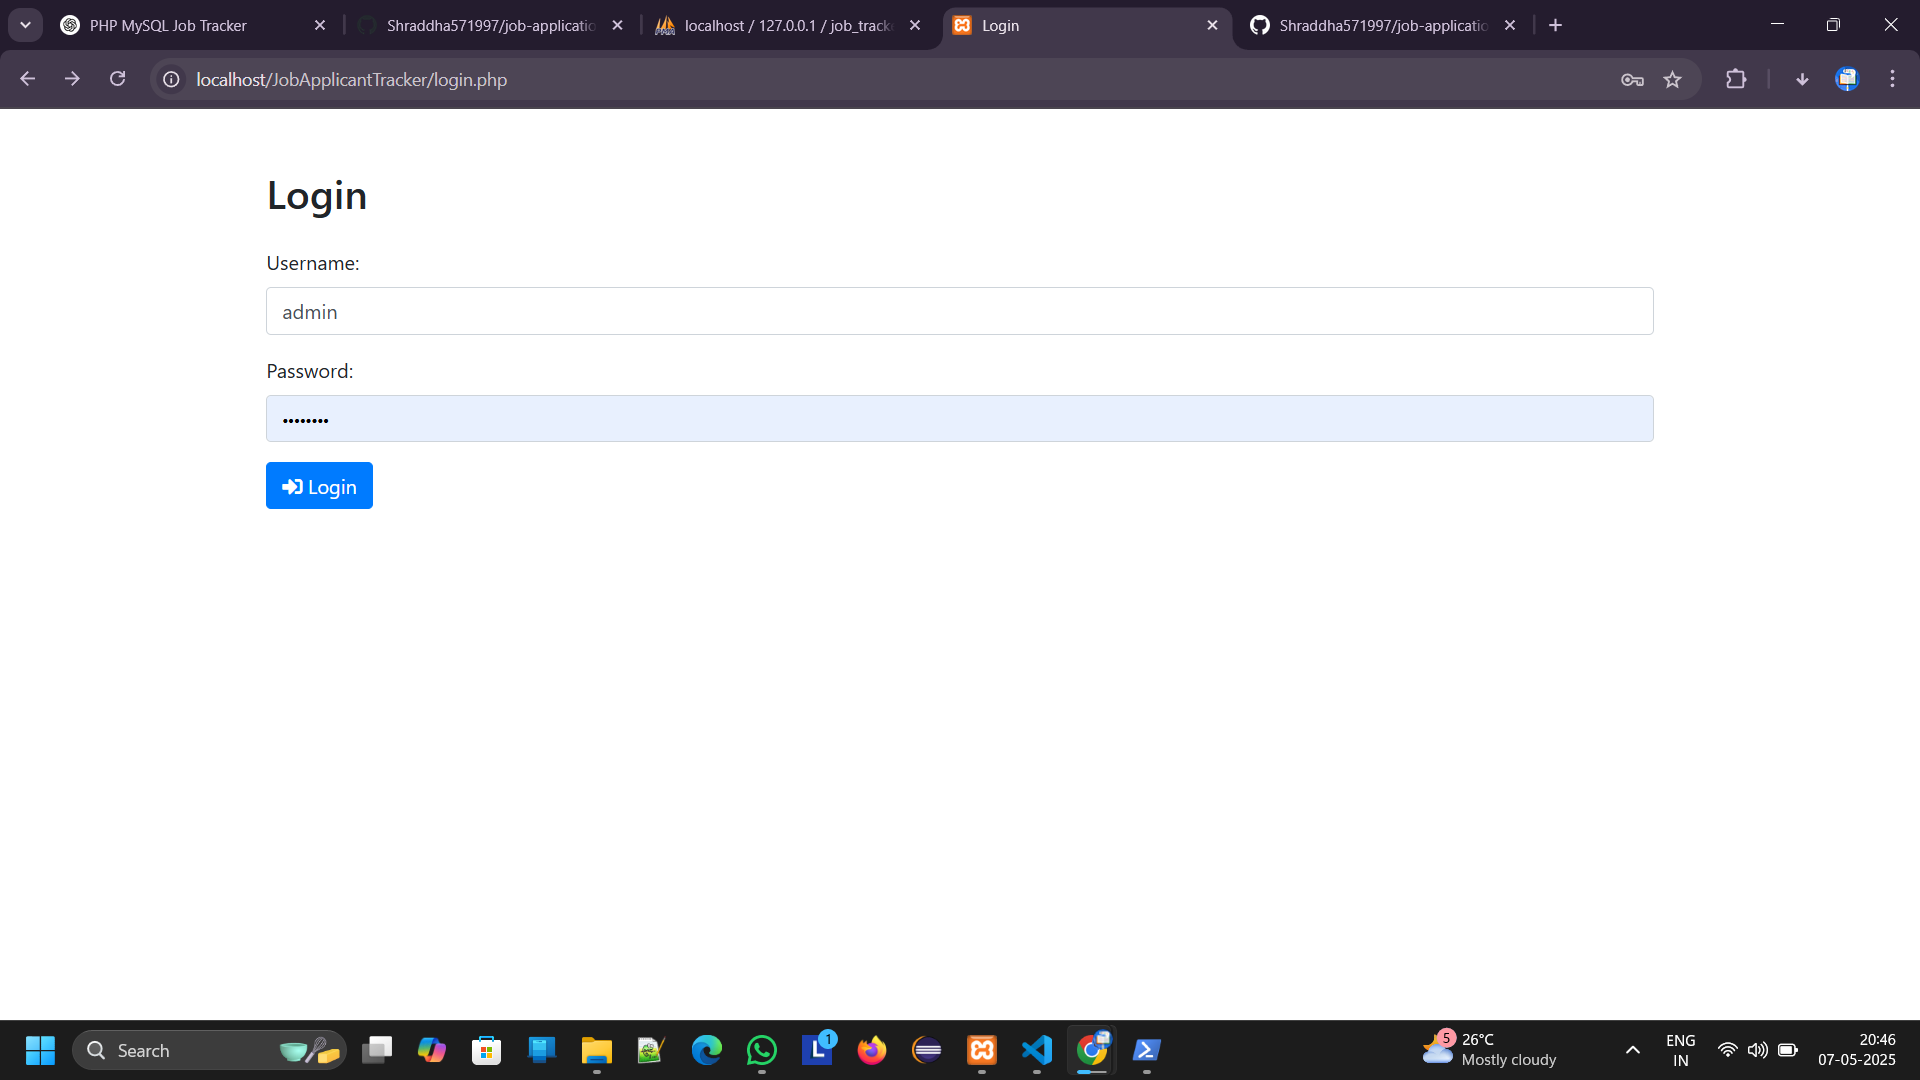 PHP MySQL Job Tracker
Shraddha571997/job-applicatio
localhost / 127.0.0.1 / job_track
Login
Shraddha571997/job-applicatio
localhost/JobApplicantTracker/login.php
Login
Username:
admin
Password:
••••••••
Login
Search
L
1
5
26°C
Mostly cloudy
ENG
IN
20:46
07-05-2025